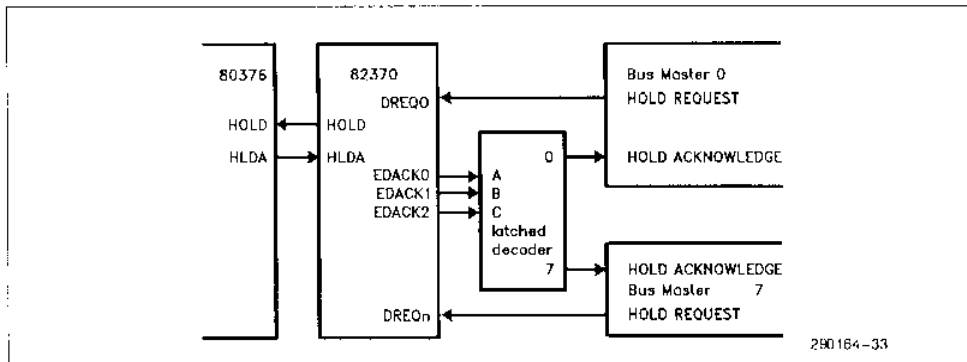 80376
HOLD
HLDA
82370
DREQ0
HOLD
HLDA
EDACK0
EDACK1
EDACK2
DREQn
0
A
B
C
latched
decoder
7
Bus Master 0
HOLD REQUEST
HOLD ACKNOWLEDGE
HOLD ACKNOWLEDGE
Bus Master 7
HOLD REQUEST
290164-33